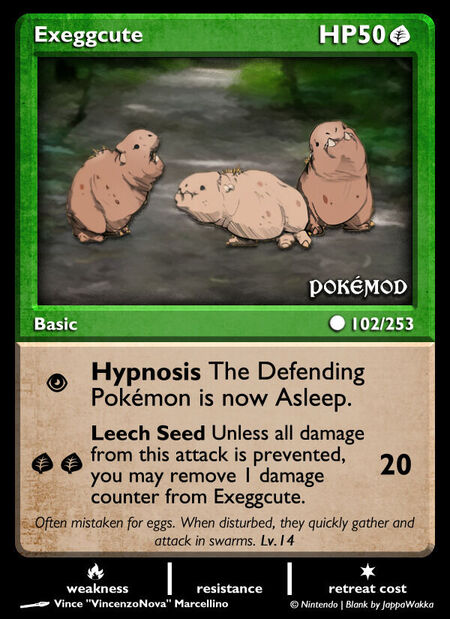 Exeggcute HP50
POKÉMOD
Basic 102/253
Hypnosis The Defending
Pokémon is now Asleep.
Leech Seed Unless all damage
from this attack is prevented,
you may remove 1 damage
counter from Exeggcute.
20
Often mistaken for eggs. When disturbed, they quickly gather and
attack in swarms. Lv.14
weakness resistance retreat cost
Vince "VincenzoNova" Marcellino © Nintendo | Blank by JappaWakka